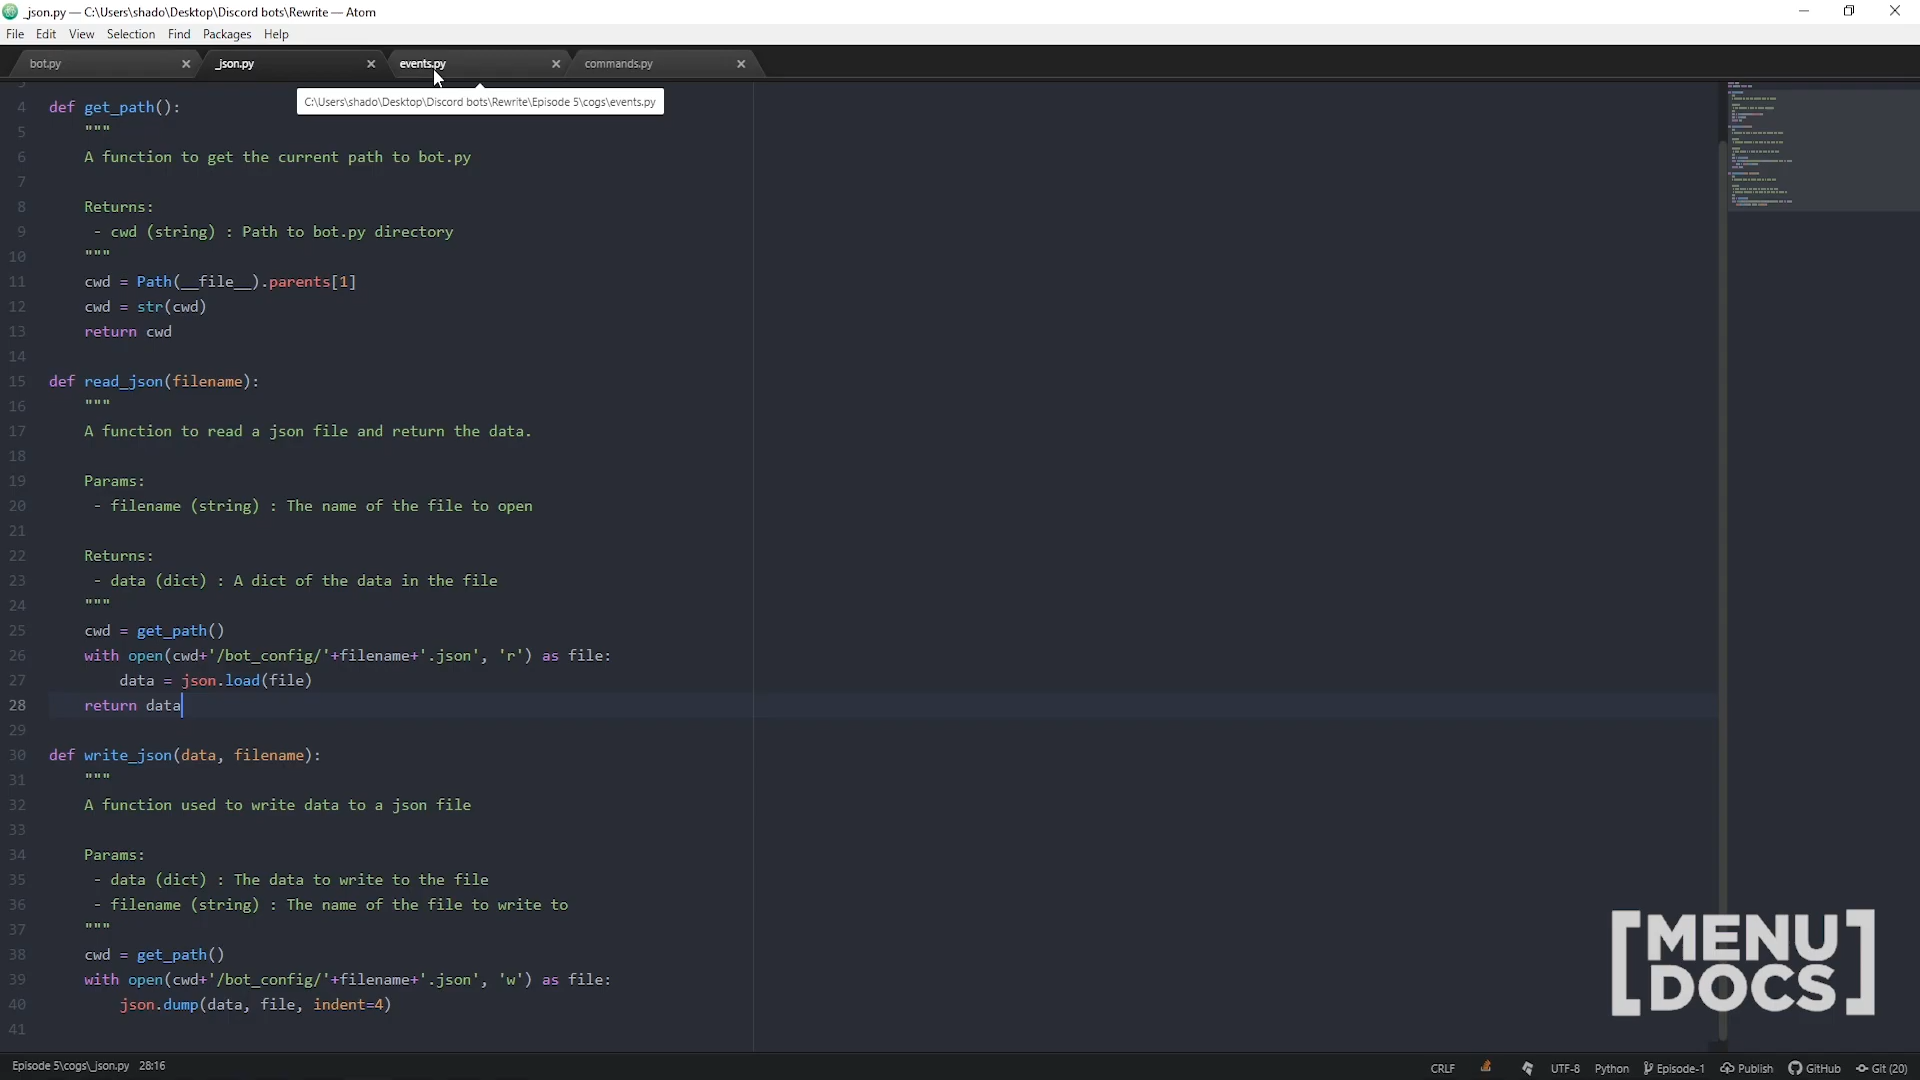 _json.py — C:\Users\shado\Desktop\Discord bots\Rewrite — Atom
File Edit View Selection Find Packages Help
bot.py _json.py events.py commands.py
C:\Users\shado\Desktop\Discord bots\Rewrite\Episode 5\cogs\events.py
4 def get_path():
5 """
6 A function to get the current path to bot.py
7
8 Returns:
9 - cwd (string) : Path to bot.py directory
10 """
11 cwd = Path(__file__).parents[1]
12 cwd = str(cwd)
13 return cwd
14
15 def read_json(filename):
16 """
17 A function to read a json file and return the data.
18
19 Params:
20 - filename (string) : The name of the file to open
21
22 Returns:
23 - data (dict) : A dict of the data in the file
24 """
25 cwd = get_path()
26 with open(cwd+'/bot_config/'+filename+'.json', 'r') as file:
27 data = json.load(file)
28 return data
29
30 def write_json(data, filename):
31 """
32 A function used to write data to a json file
33
34 Params:
35 - data (dict) : The data to write to the file
36 - filename (string) : The name of the file to write to
37 """
38 cwd = get_path()
39 with open(cwd+'/bot_config/'+filename+'.json', 'w') as file:
40 json.dump(data, file, indent=4)
41
[MENU
DOCS]
Episode 5\cogs\_json.py 28:16 CRLF UTF-8 Python Episode-1 Publish GitHub Git (20)